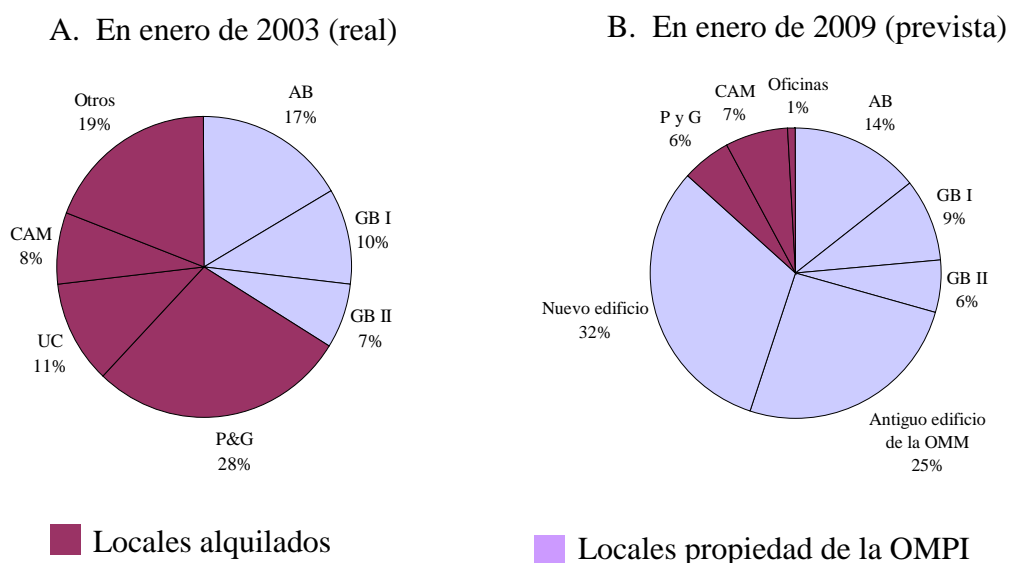 A. En enero de 2003 (real)
Otros
19%
AB
17%
GB I
10%
GB II
7%
P&G
28%
UC
11%
CAM
8%
Locales alquilados
B. En enero de 2009 (prevista)
P y G
6%
CAM
7%
Oficinas
1%
AB
14%
GB I
9%
GB II
6%
Antiguo edificio
de la OMM
25%
Nuevo edificio
32%
Locales propiedad de la OMPI